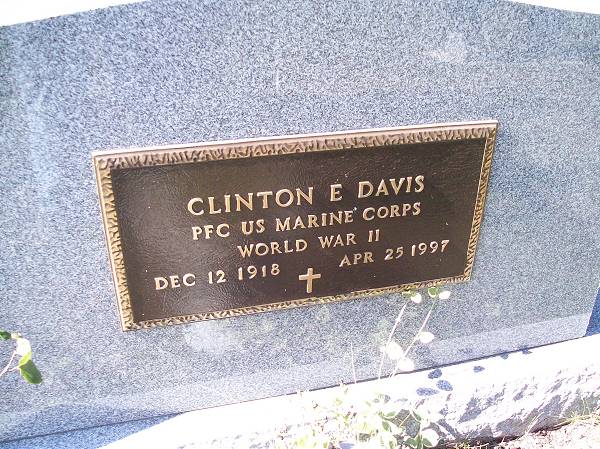 CLINTON E DAVIS
PFC US MARINE CORPS
WORLD WAR II
DEC 12 1918 APR 25 1997